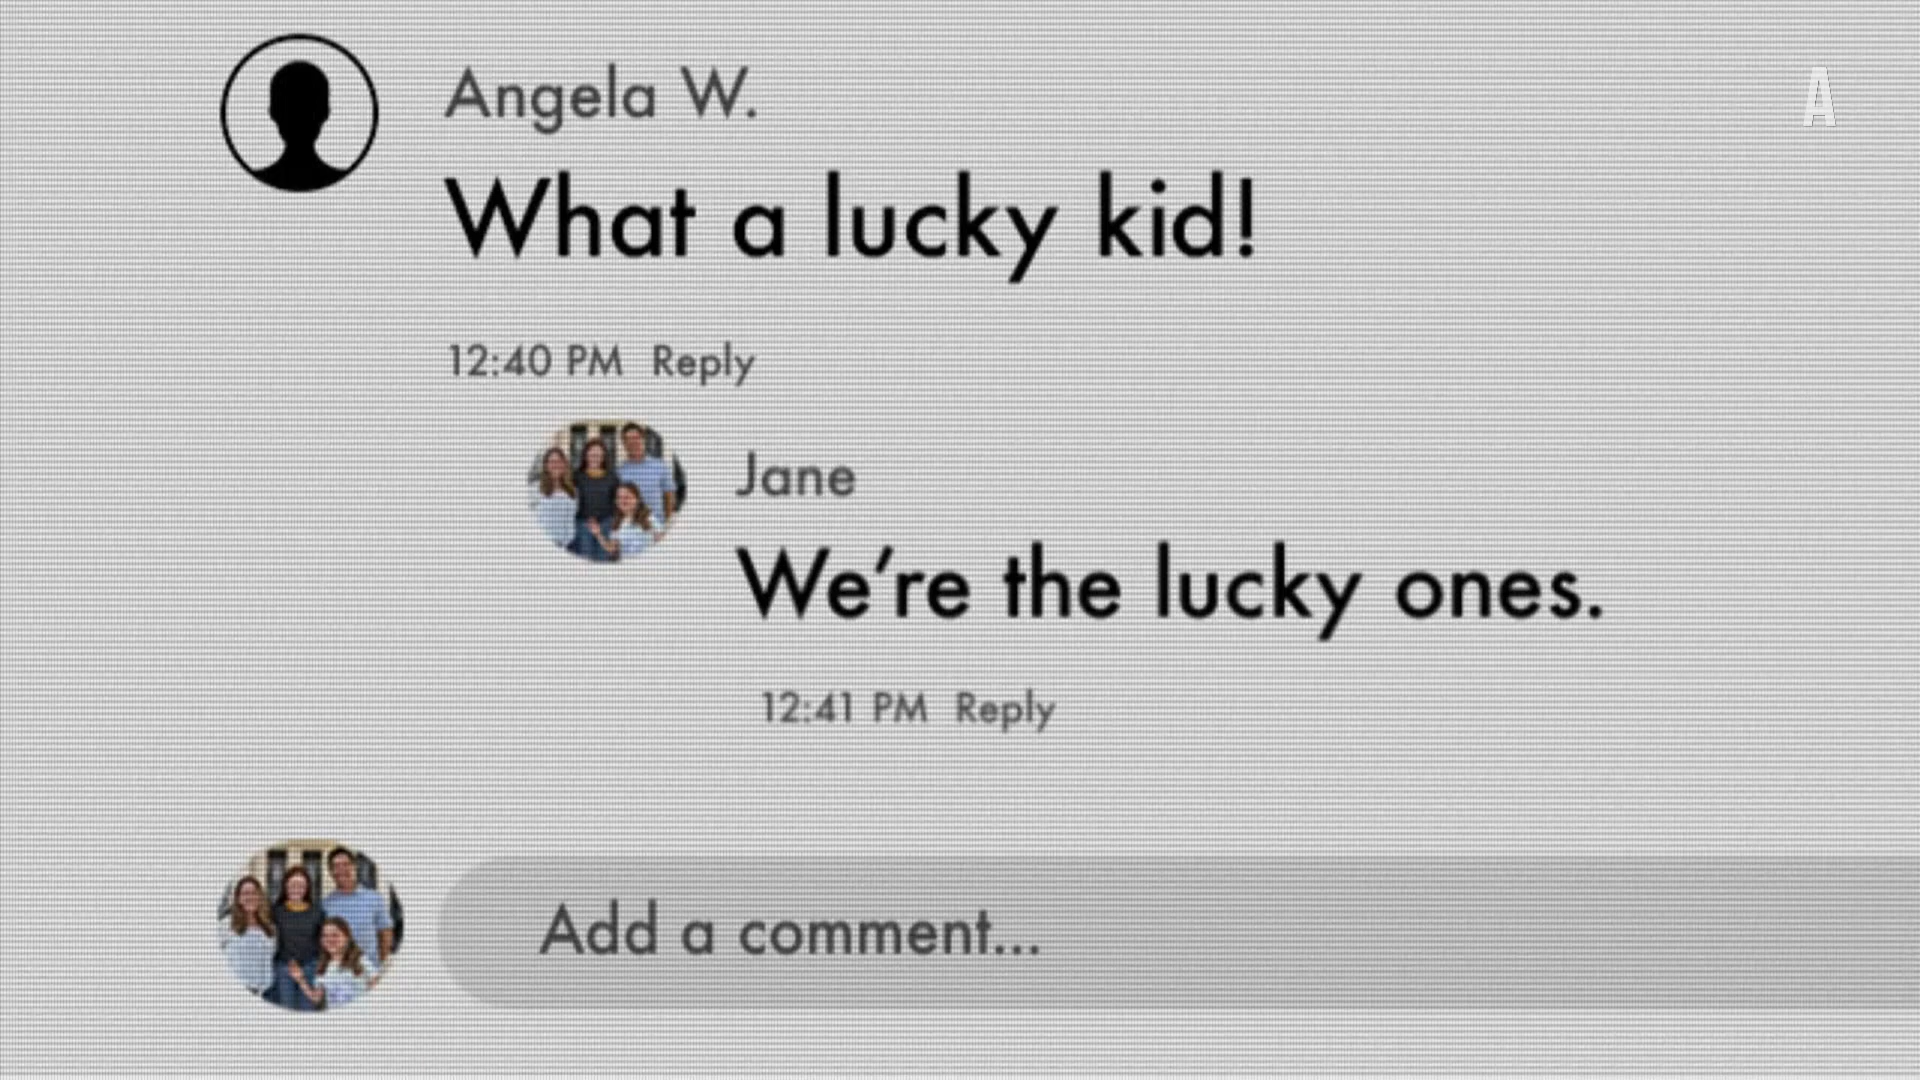 A
Angela W.
What a lucky kid!
12:40 PM Reply
Jane
We’re the lucky ones.
12:41 PM Reply
Add a comment...